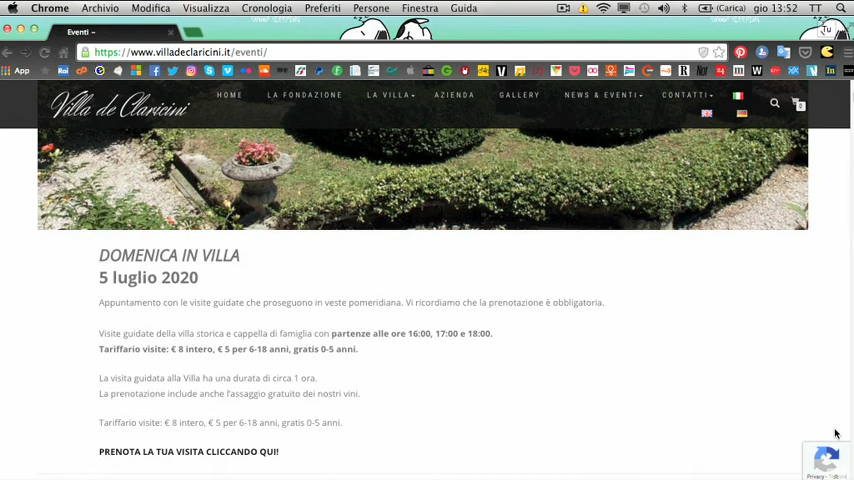 Chrome Archivio Modifica Visualizza Cronologia Preferiti Persone Finestra Guida (Carica) gio 13:52 TT
Eventi – Tu
https://www.villadeclaricini.it/eventi/
App
Villa de Claricini HOME LA FONDAZIONE LA VILLA AZIENDA GALLERY NEWS & EVENTI CONTATTI 0
DOMENICA IN VILLA
5 luglio 2020
Appuntamento con le visite guidate che proseguono in veste pomeridiana. Vi ricordiamo che la prenotazione è obbligatoria.
Visite guidate della villa storica e cappella di famiglia con partenze alle ore 16:00, 17:00 e 18:00.
Tariffario visite: € 8 intero, € 5 per 6-18 anni, gratis 0-5 anni.
La visita guidata alla Villa ha una durata di circa 1 ora.
La prenotazione include anche l'assaggio gratuito dei nostri vini.
Tariffario visite: € 8 intero, € 5 per 6-18 anni, gratis 0-5 anni.
PRENOTA LA TUA VISITA CLICCANDO QUI!
Privacy